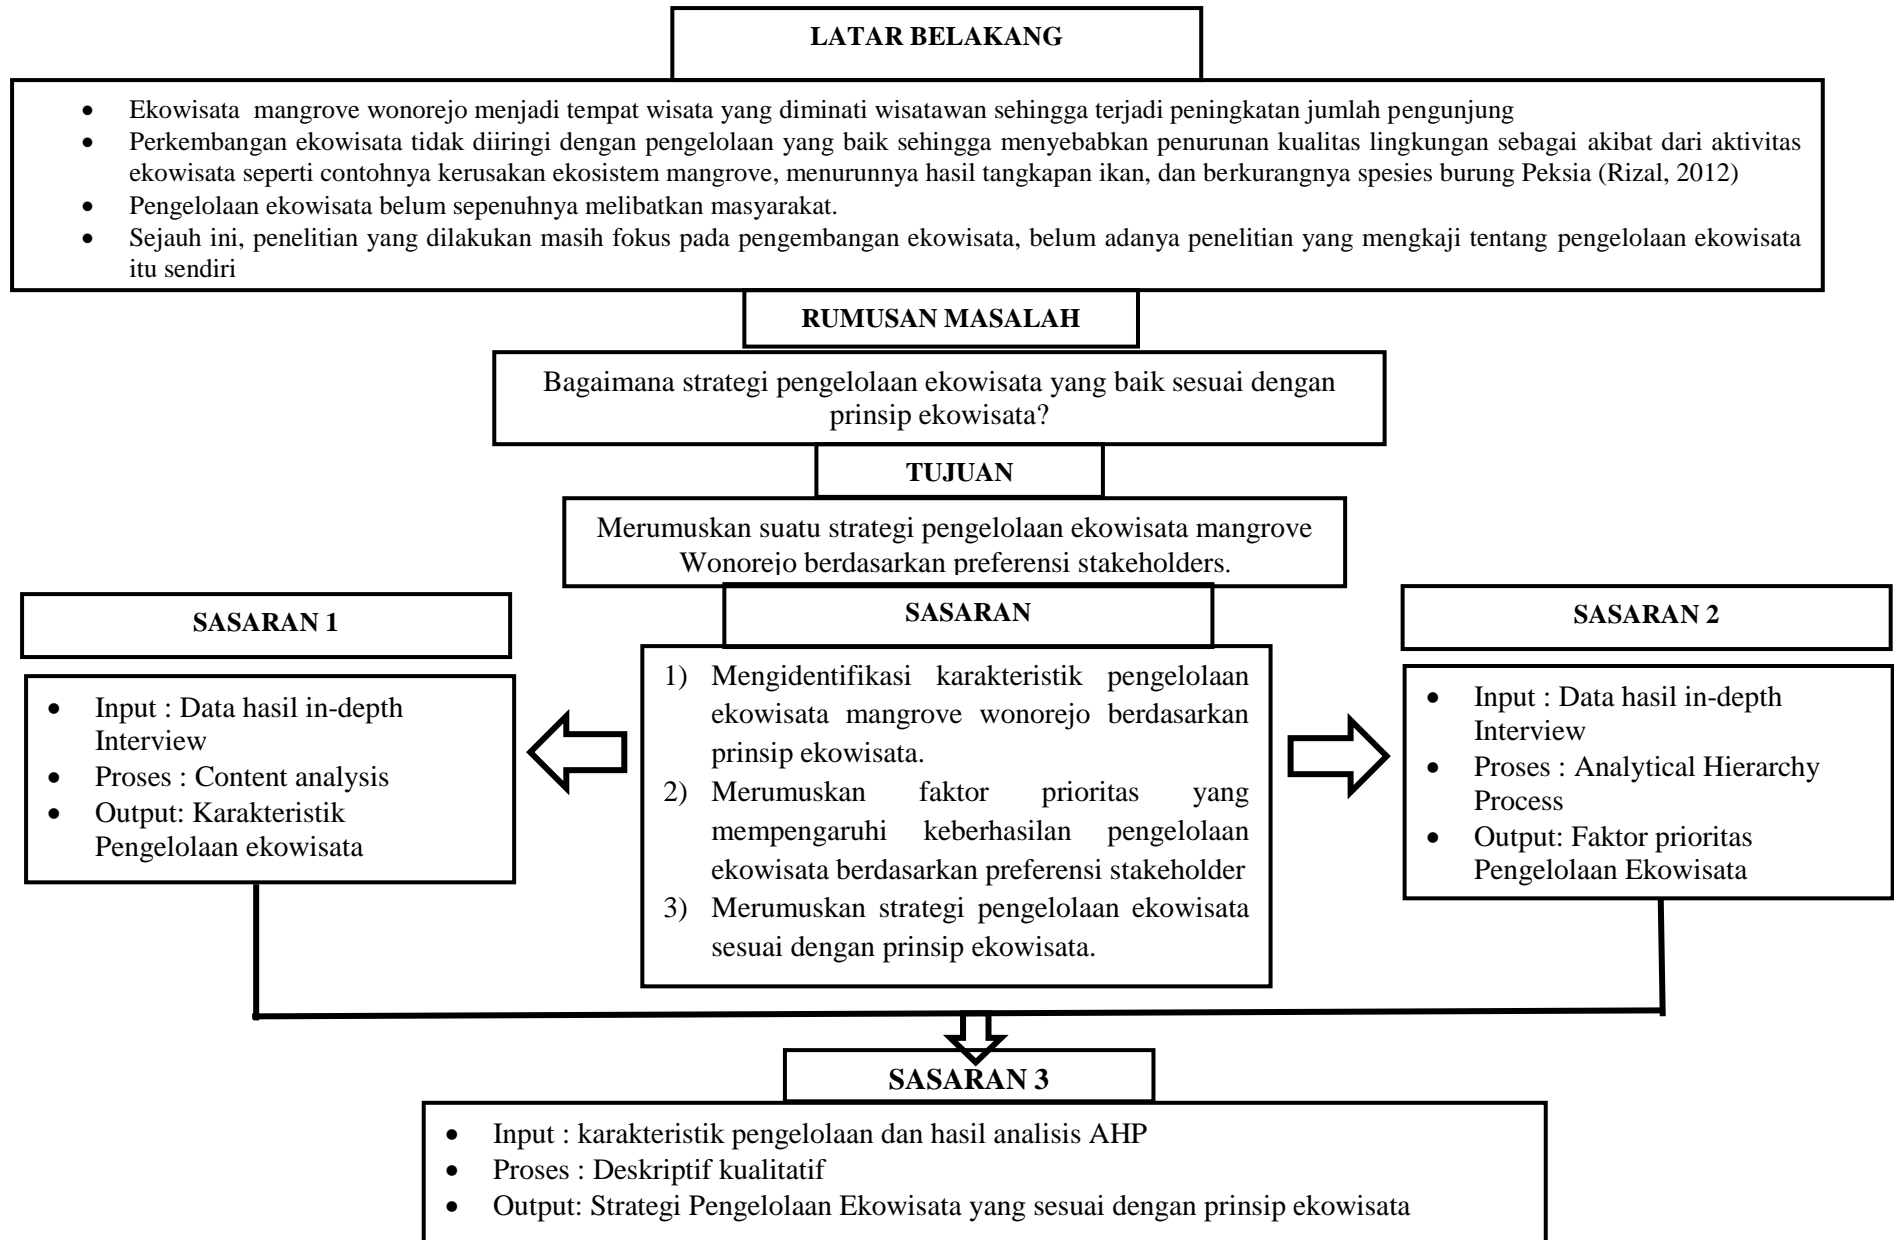 LATAR BELAKANG
• Ekowisata mangrove wonorejo menjadi tempat wisata yang diminati wisatawan sehingga terjadi peningkatan jumlah pengunjung
• Perkembangan ekowisata tidak diiringi dengan pengelolaan yang baik sehingga menyebabkan penurunan kualitas lingkungan sebagai akibat dari aktivitas
ekowisata seperti contohnya kerusakan ekosistem mangrove, menurunnya hasil tangkapan ikan, dan berkurangnya spesies burung Peksia (Rizal, 2012)
• Pengelolaan ekowisata belum sepenuhnya melibatkan masyarakat.
• Sejauh ini, penelitian yang dilakukan masih fokus pada pengembangan ekowisata, belum adanya penelitian yang mengkaji tentang pengelolaan ekowisata
itu sendiri
RUMUSAN MASALAH
Bagaimana strategi pengelolaan ekowisata yang baik sesuai dengan
prinsip ekowisata?
TUJUAN
Merumuskan suatu strategi pengelolaan ekowisata mangrove
Wonorejo berdasarkan preferensi stakeholders.
SASARAN 1
• Input : Data hasil in-depth
Interview
• Proses : Content analysis
• Output: Karakteristik
Pengelolaan ekowisata
SASARAN
1) Mengidentifikasi karakteristik pengelolaan
ekowisata mangrove wonorejo berdasarkan
prinsip ekowisata.
2) Merumuskan faktor prioritas yang
mempengaruhi keberhasilan pengelolaan
ekowisata berdasarkan preferensi stakeholder
3) Merumuskan strategi pengelolaan ekowisata
sesuai dengan prinsip ekowisata.
SASARAN 2
• Input : Data hasil in-depth
Interview
• Proses : Analytical Hierarchy
Process
• Output: Faktor prioritas
Pengelolaan Ekowisata
SASARAN 3
• Input : karakteristik pengelolaan dan hasil analisis AHP
• Proses : Deskriptif kualitatif
• Output: Strategi Pengelolaan Ekowisata yang sesuai dengan prinsip ekowisata